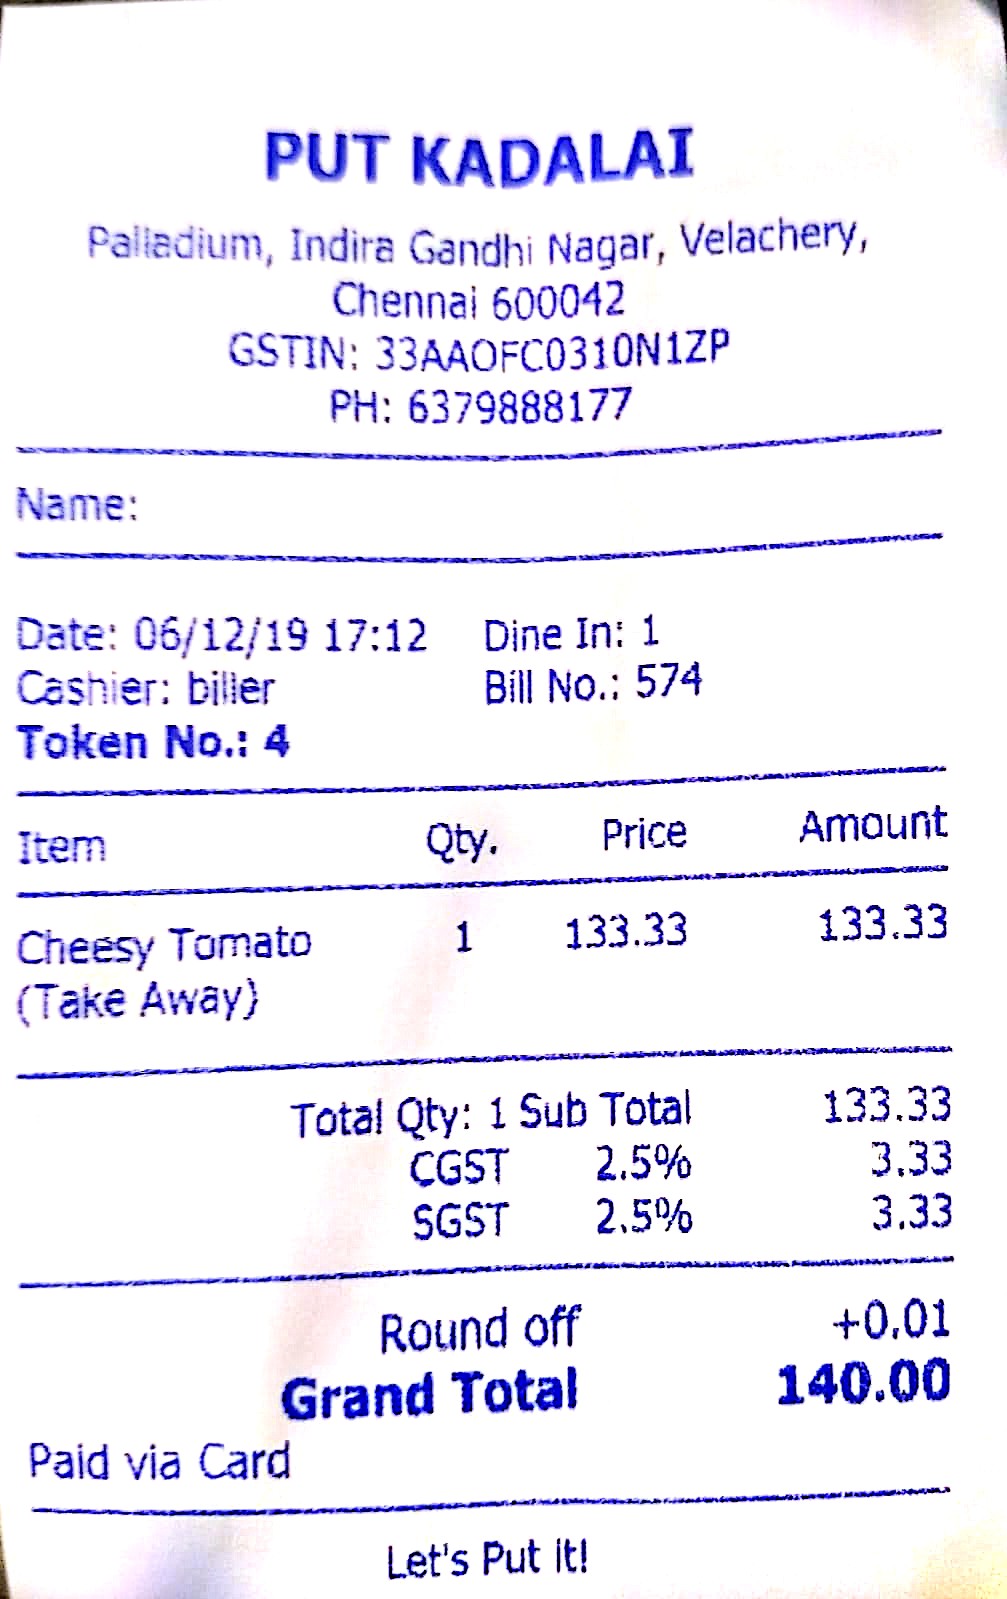 PUT KADALAI
Palladium, Indira Gandhi Nagar, Velachery,
Chennai 600042
GSTIN: 33AAOFC0310N1ZP
PH: 6379888177
Name:
Date: 06/12/19 17:12 Dine In: 1
Cashier: biller Bill No.: 574
Token No.: 4
Item Qty. Price Amount
Cheesy Tomato 1 133.33 133.33
(Take Away)
Total Qty: 1 Sub Total 133.33
CGST 2.5% 3.33
SGST 2.5% 3.33
Round off +0.01
Grand Total 140.00
Paid via Card
Let's Put it!